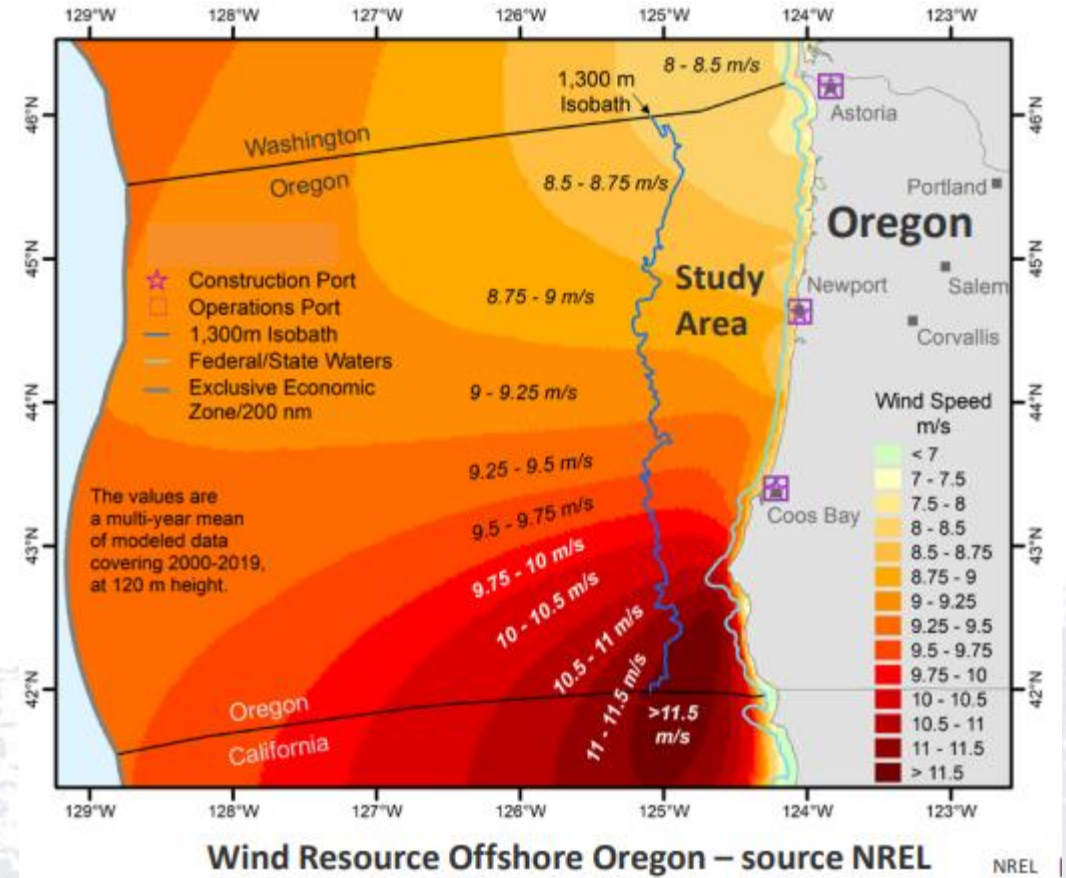 129°W 128°W 127°W 126°W 125°W 124°W 123°W
8 - 8.5 m/s
1,300 m
Isobath
Astoria
46°N
46°N
Washington
Oregon
8.5 - 8.75 m/s
Portland
Oregon
45°N
45°N
Construction Port
Operations Port
1,300m Isobath
Federal/State Waters
Exclusive Economic
Zone/200 nm
8.75 - 9 m/s
Study
Area
Newport
Salem
Corvallis
44°N
44°N
9 - 9.25 m/s
9.25 - 9.5 m/s
9.5 - 9.75 m/s
9.75 - 10 m/s
10 - 10.5 m/s
10.5 - 11 m/s
11 - 11.5 m/s
>11.5
m/s
Coos Bay
The values are
a multi-year mean
of modeled data
covering 2000-2019,
at 120 m height.
43°N
43°N
Wind Speed
m/s
< 7
7 - 7.5
7.5 - 8
8 - 8.5
8.5 - 8.75
8.75 - 9
9 - 9.25
9.25 - 9.5
9.5 - 9.75
9.75 - 10
10 - 10.5
10.5 - 11
11 - 11.5
> 11.5
42°N
42°N
Oregon
California
129°W 128°W 127°W 126°W 125°W 124°W 123°W
Wind Resource Offshore Oregon – source NREL
NREL